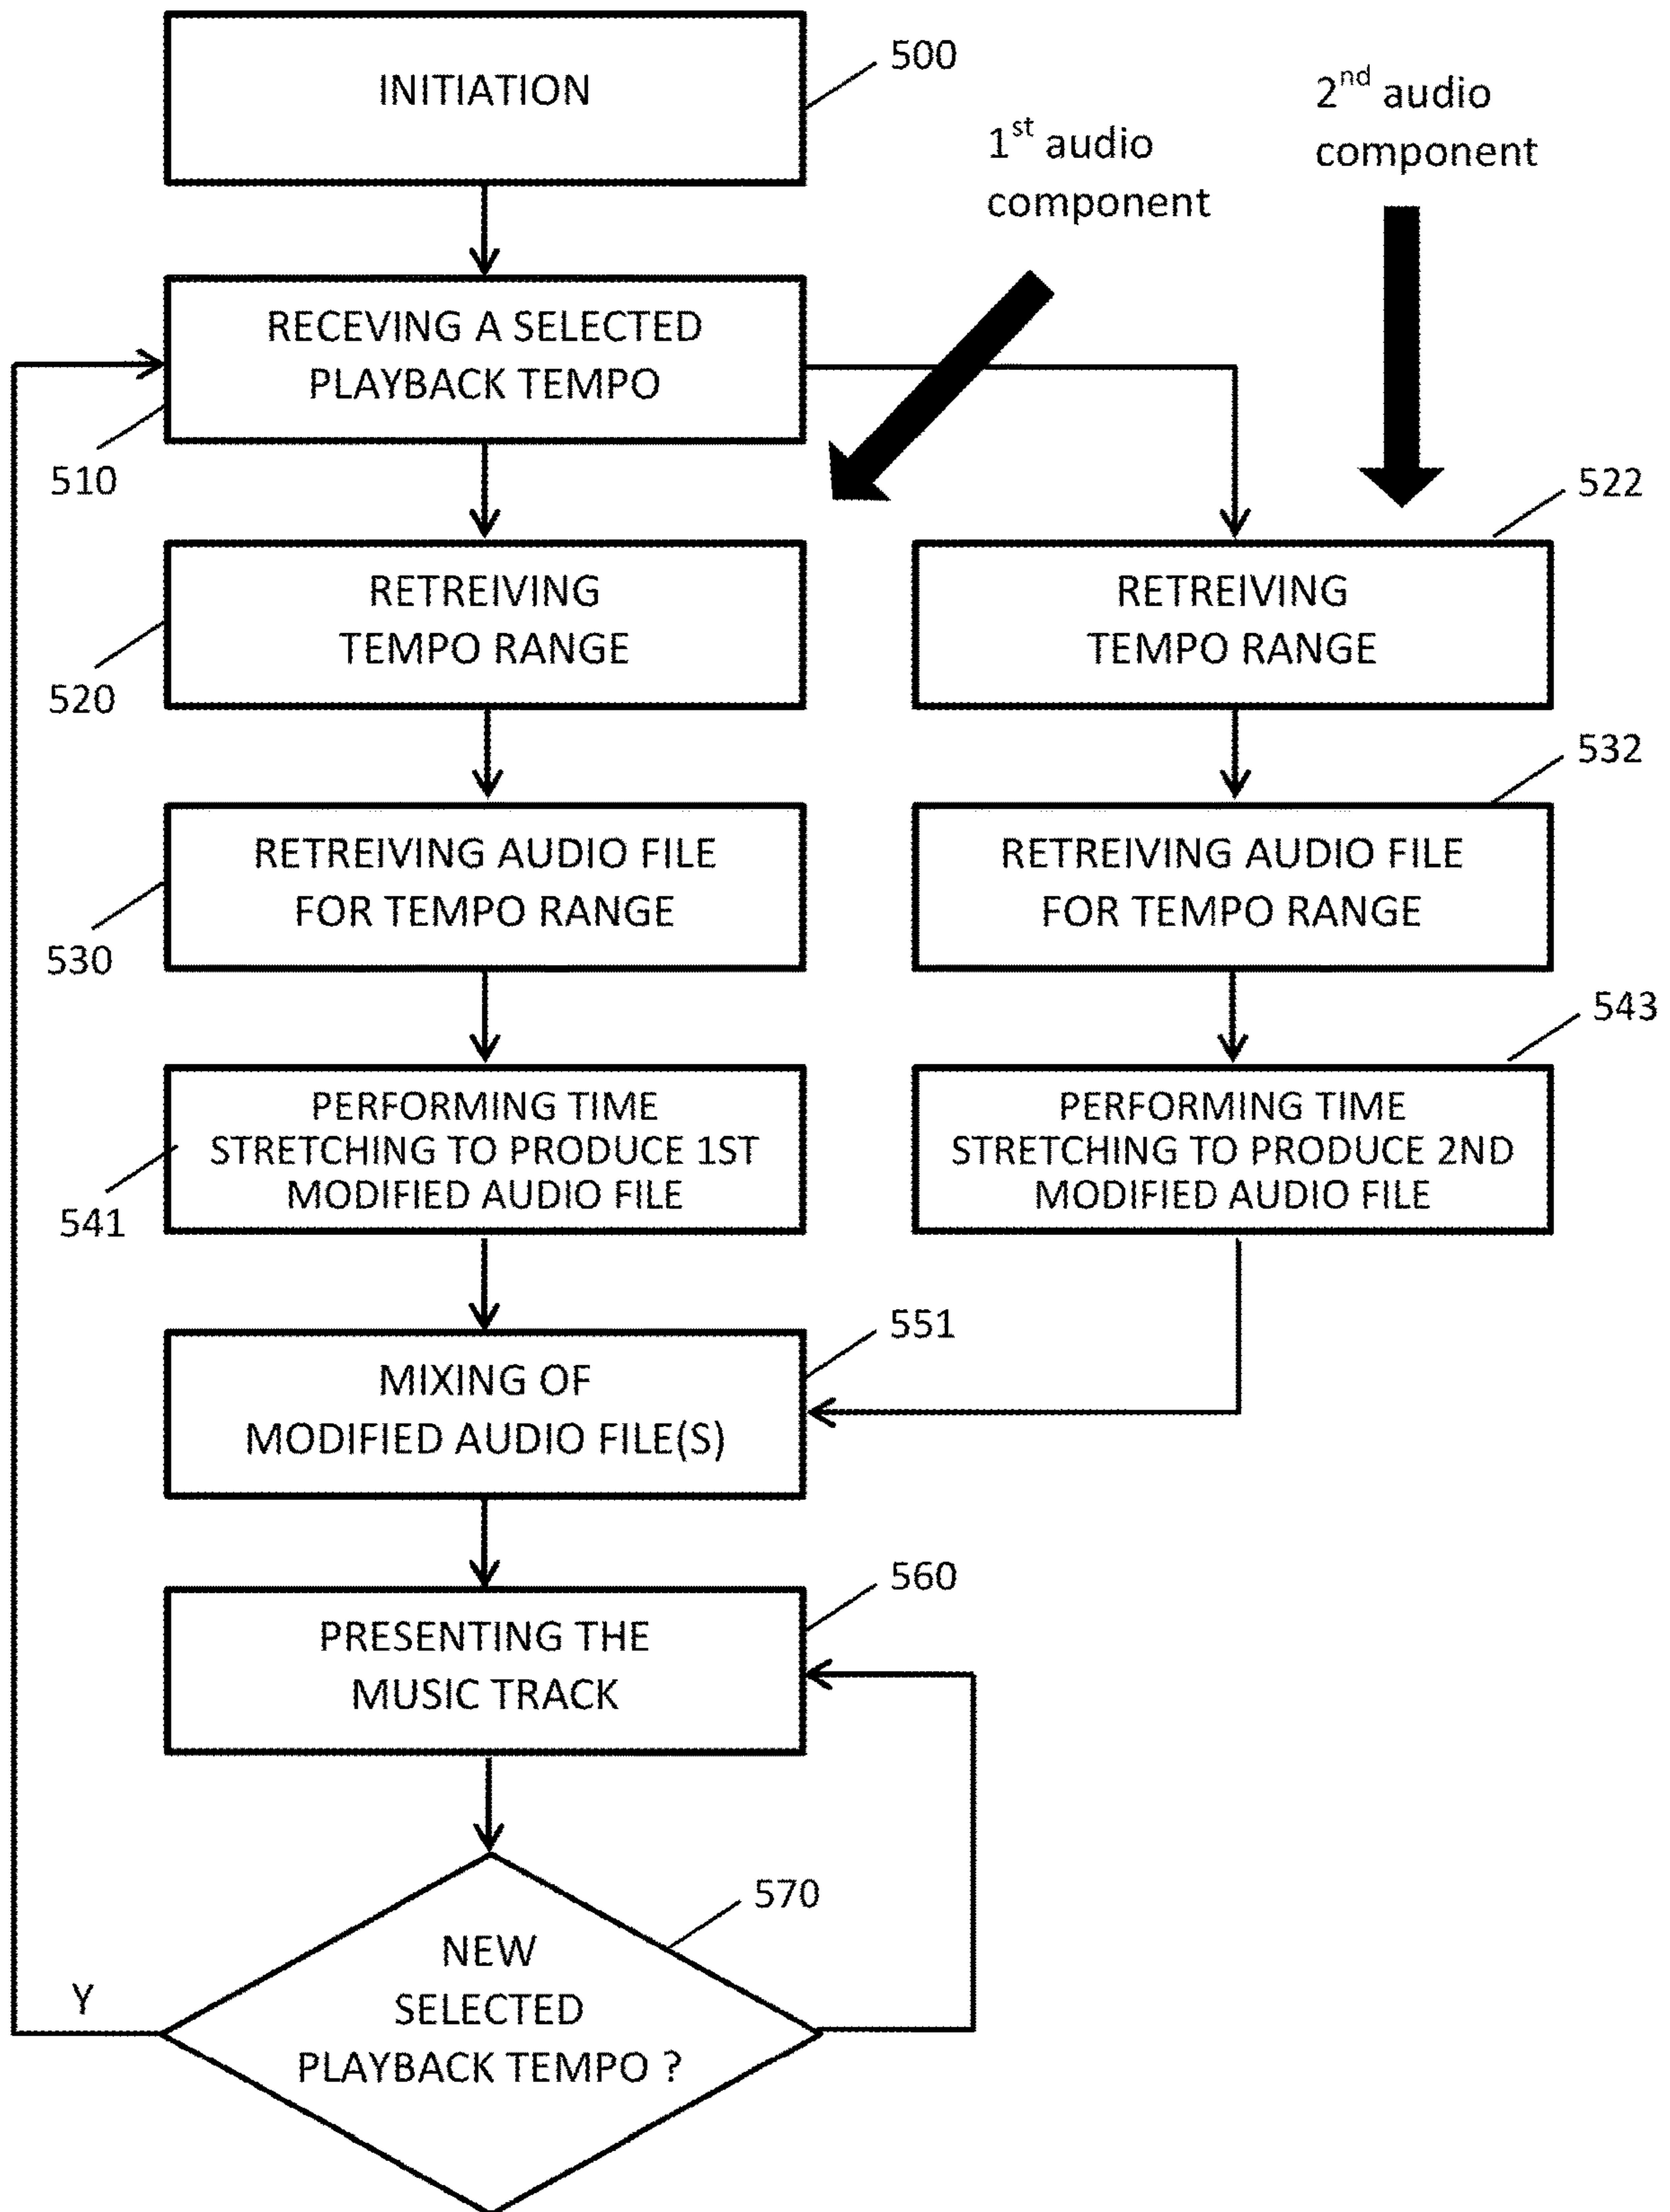 INITIATION
500
1st audio
component
2nd audio
component
RECEVING A SELECTED
PLAYBACK TEMPO
510
522
RETREIVING
TEMPO RANGE
520
RETREIVING
TEMPO RANGE
532
RETREIVING AUDIO FILE
FOR TEMPO RANGE
530
RETREIVING AUDIO FILE
FOR TEMPO RANGE
543
PERFORMING TIME
STRETCHING TO PRODUCE 1ST
MODIFIED AUDIO FILE
541
PERFORMING TIME
STRETCHING TO PRODUCE 2ND
MODIFIED AUDIO FILE
551
MIXING OF
MODIFIED AUDIO FILE(S)
560
PRESENTING THE
MUSIC TRACK
570
NEW
SELECTED
PLAYBACK TEMPO ?
Y